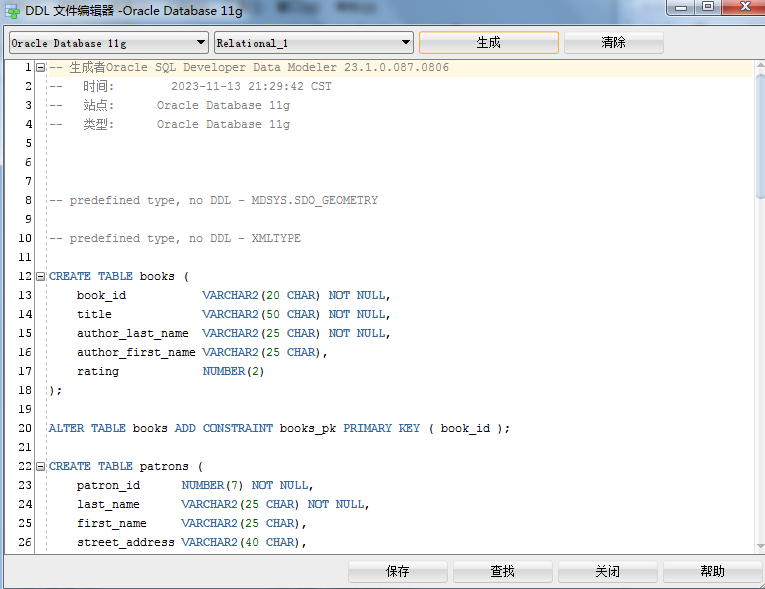 DDL 文件编辑器 -Oracle Database 11g
Oracle Database 11g Relational_1 生成 清除
1 -- 生成者Oracle SQL Developer Data Modeler 23.1.0.087.0806
2 --   时间:        2023-11-13 21:29:42 CST
3 --   站点:      Oracle Database 11g
4 --   类型:      Oracle Database 11g
5
6
7
8 -- predefined type, no DDL - MDSYS.SDO_GEOMETRY
9
10 -- predefined type, no DDL - XMLTYPE
11
12 CREATE TABLE books (
13     book_id           VARCHAR2(20 CHAR) NOT NULL,
14     title             VARCHAR2(50 CHAR) NOT NULL,
15     author_last_name  VARCHAR2(25 CHAR) NOT NULL,
16     author_first_name VARCHAR2(25 CHAR),
17     rating            NUMBER(2)
18 );
19
20 ALTER TABLE books ADD CONSTRAINT books_pk PRIMARY KEY ( book_id );
21
22 CREATE TABLE patrons (
23     patron_id      NUMBER(7) NOT NULL,
24     last_name      VARCHAR2(25 CHAR) NOT NULL,
25     first_name     VARCHAR2(25 CHAR),
26     street_address VARCHAR2(40 CHAR),
保存 查找 关闭 帮助